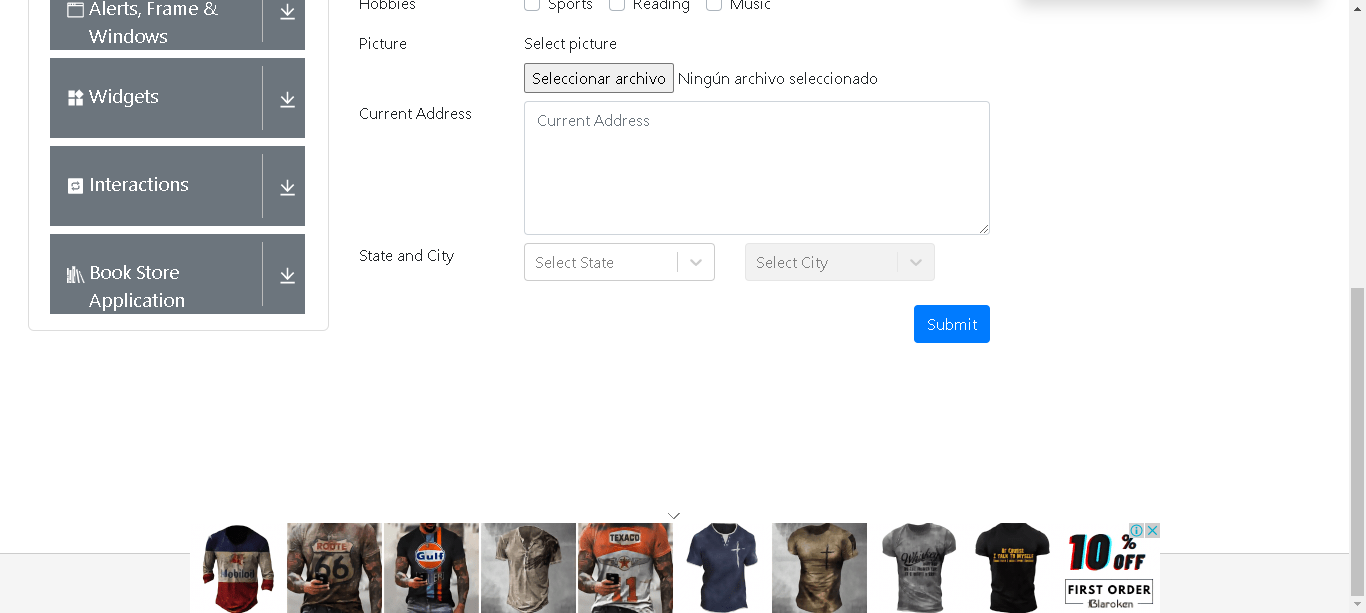 Alerts, Frame &
Windows
Widgets
Interactions
Book Store
Application
Hobbies
Sports Reading Music
Picture
Select picture
Seleccionar archivo Ningún archivo seleccionado
Current Address
Current Address
State and City
Select State
Select City
Submit
ROUTE
66
Gulf
TEXACO
10% OFF
FIRST ORDER
Blaroken